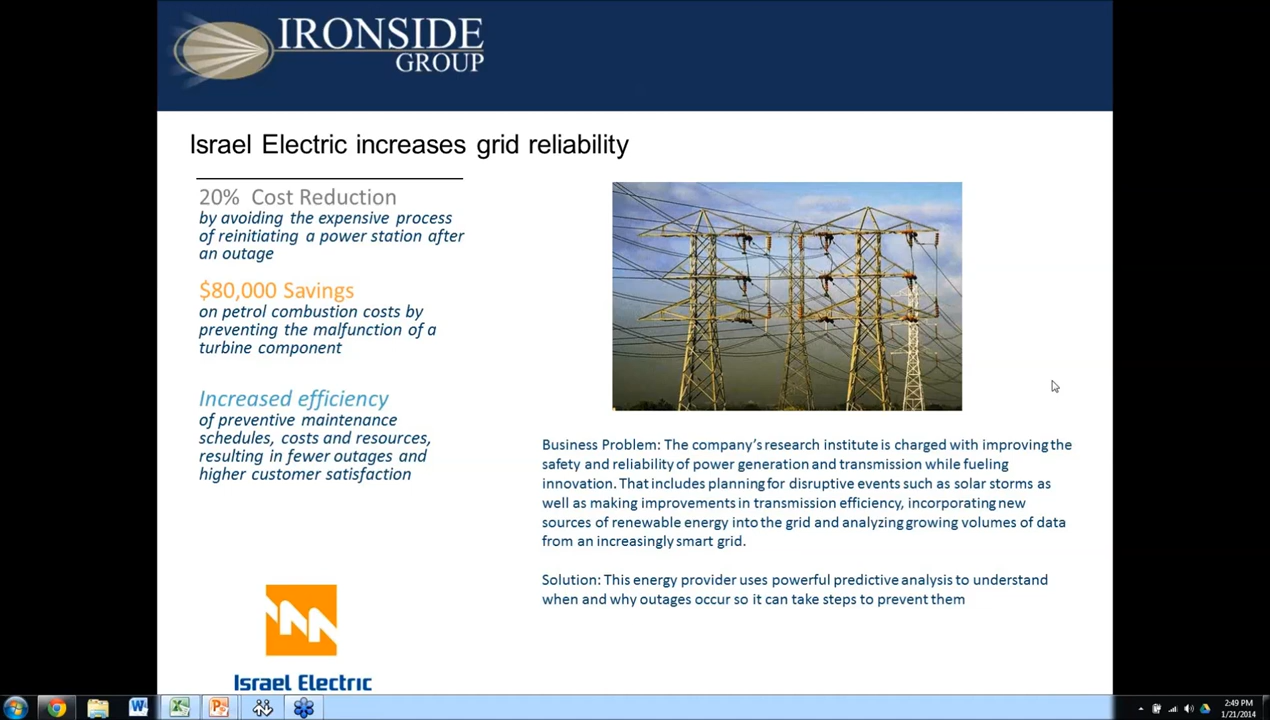 IRONSIDE
GROUP
Israel Electric increases grid reliability
20% Cost Reduction
by avoiding the expensive process
of reinitiating a power station after
an outage
$80,000 Savings
on petrol combustion costs by
preventing the malfunction of a
turbine component
Increased efficiency
of preventive maintenance
schedules, costs and resources,
resulting in fewer outages and
higher customer satisfaction
Israel Electric
Business Problem: The company's research institute is charged with improving the
safety and reliability of power generation and transmission while fueling
innovation. That includes planning for disruptive events such as solar storms as
well as making improvements in transmission efficiency, incorporating new
sources of renewable energy into the grid and analyzing growing volumes of data
from an increasingly smart grid.
Solution: This energy provider uses powerful predictive analysis to understand
when and why outages occur so it can take steps to prevent them
2:49 PM
1/21/2014